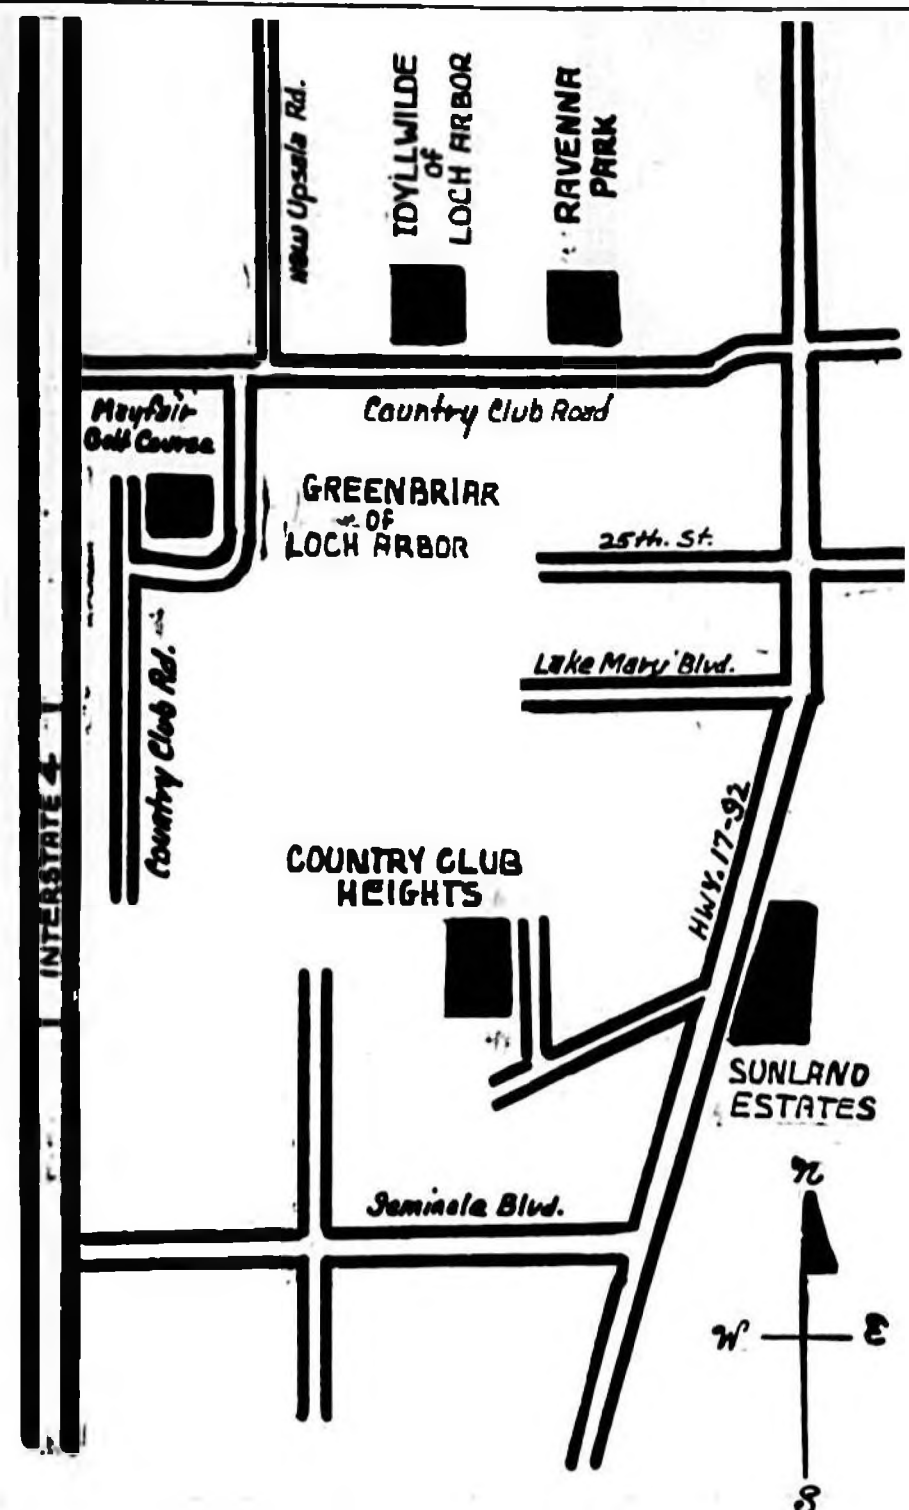 New Upsala Rd.
IDYLLWILDE
OF
LOCH ARBOR
RAVENNA
PARK
Mayfair
Golf Course
Country Club Road
GREENBRIAR
OF
LOCH ARBOR
25th. St.
Lake Mary Blvd.
Country Club Rd.
INTERSTATE 4
HWY. 17-92
COUNTRY CLUB
HEIGHTS
SUNLAND
ESTATES
Seminola Blvd.
N
W
E
S